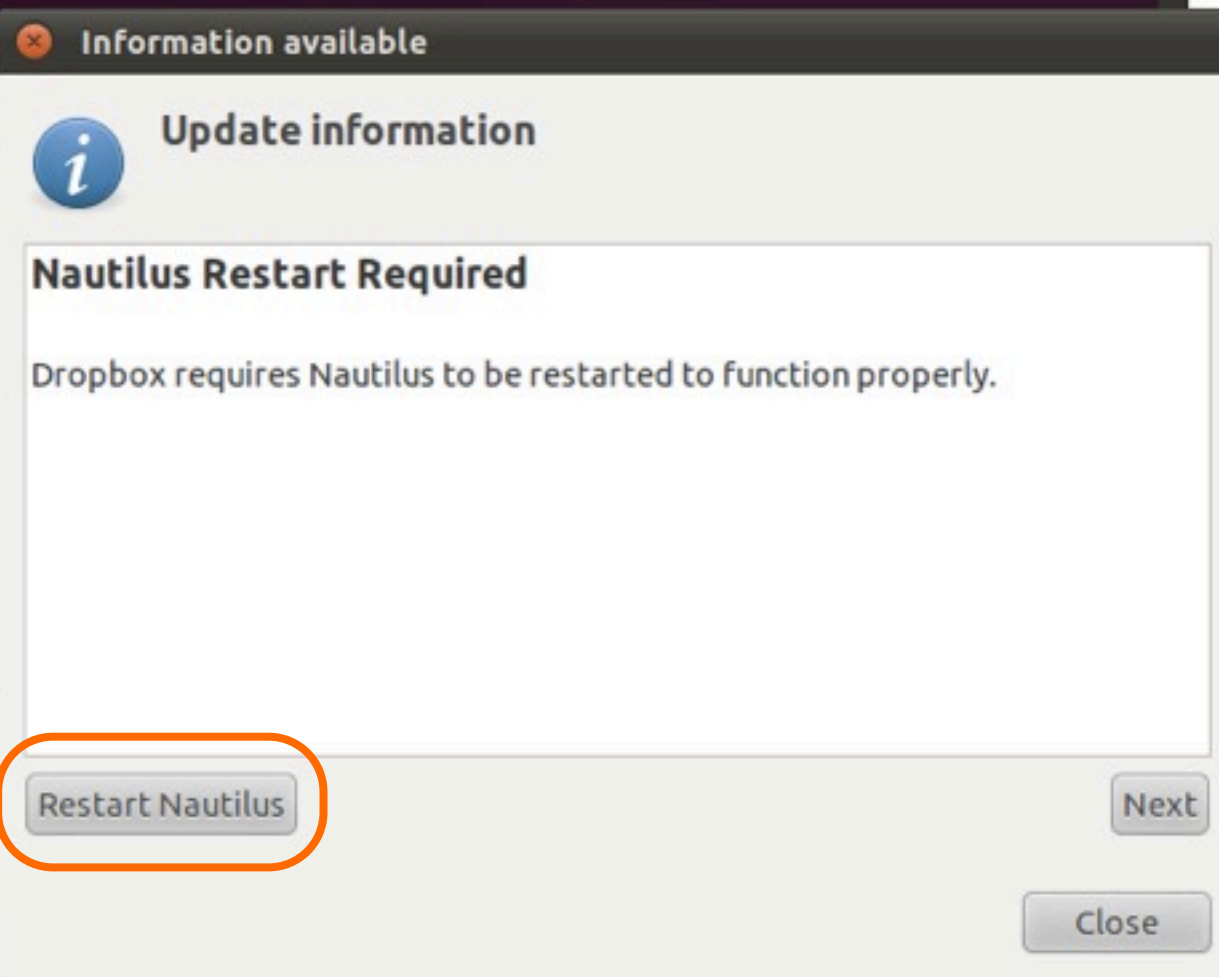 Information available
Update information
Nautilus Restart Required
Dropbox requires Nautilus to be restarted to function properly.
Restart Nautilus
Next
Close